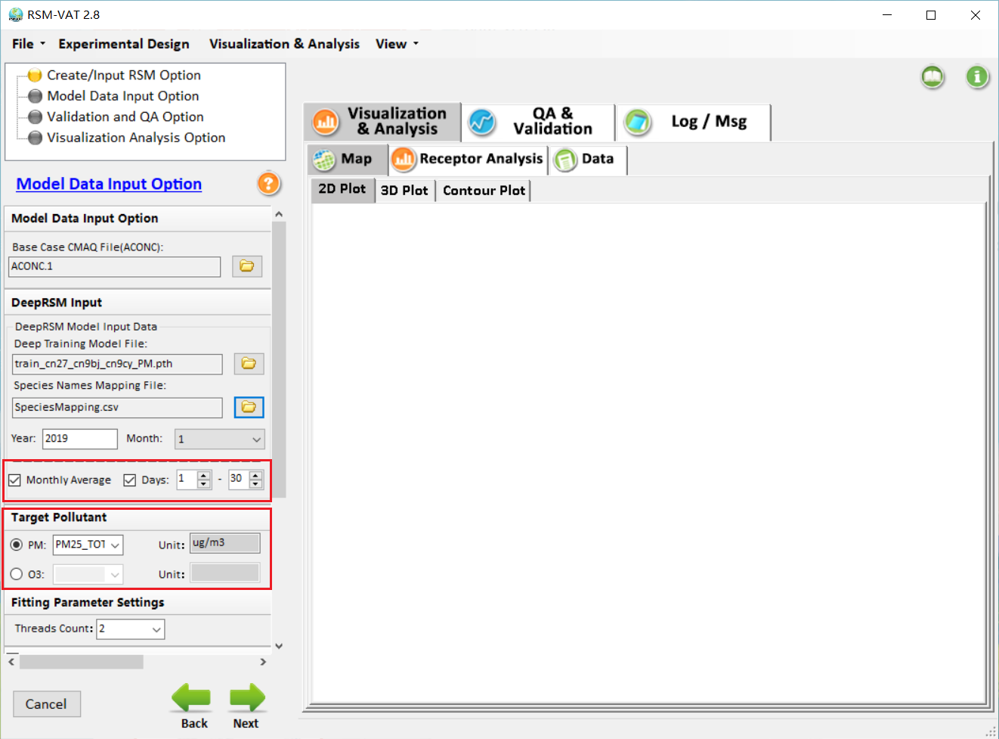 RSM-VAT 2.8
File Experimental Design Visualization & Analysis View
Create/Input RSM Option
Model Data Input Option
Validation and QA Option
Visualization Analysis Option
Model Data Input Option ?
Model Data Input Option
Base Case CMAQ File(ACONC):
ACONC.1
DeepRSM Input
DeepRSM Model Input Data
Deep Training Model File:
train_cn27_cn9bj_cn9cy_PM.pth
Species Names Mapping File:
SpeciesMapping.csv
Year: 2019 Month: 1
Monthly Average Days: 1 - 30
Target Pollutant
PM: PM25_TOT Unit: ug/m3
O3: Unit:
Fitting Parameter Settings
Threads Count: 2
Cancel
Back
Next
Visualization
& Analysis
QA &
Validation
Log / Msg
Map
Receptor Analysis
Data
2D Plot
3D Plot
Contour Plot